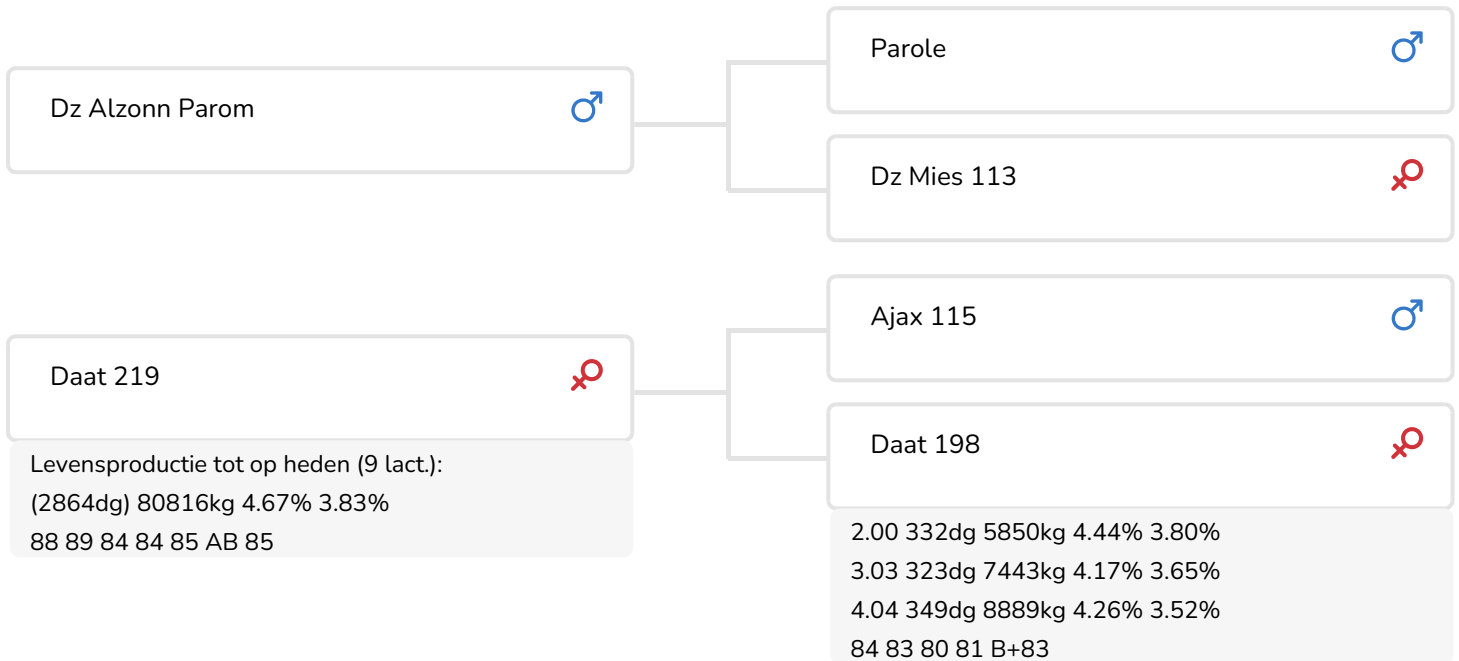 Parole
Dz Alzonn Parom
Dz Mies 113
Ajax 115
Daat 219
Levensproductie tot op heden (9 lact.):
(2864dg) 80816kg 4.67% 3.83%
88 89 84 84 85 AB 85
Daat 198
2.00 332dg 5850kg 4.44% 3.80%
3.03 323dg 7443kg 4.17% 3.65%
4.04 349dg 8889kg 4.26% 3.52%
84 83 80 81 B+83